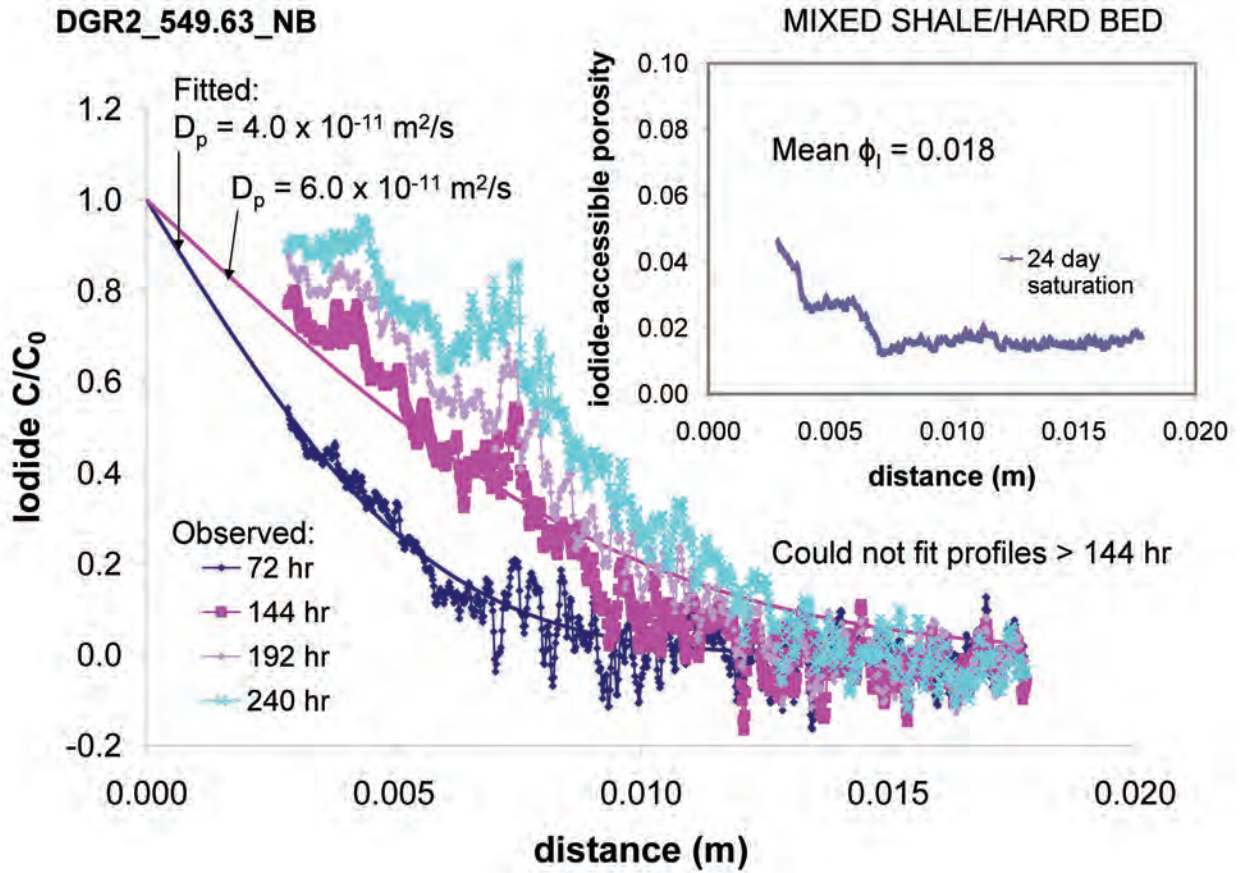 DGR2_549.63_NB
MIXED SHALE/HARD BED
Fitted:
Dₚ = 4.0 x 10⁻¹¹ m²/s
Dₚ = 6.0 x 10⁻¹¹ m²/s
Iodide C/C₀
1.2
1.0
0.8
0.6
0.4
0.2
0.0
-0.2
Observed:
72 hr
144 hr
192 hr
240 hr
0.000
0.005
0.010
0.015
0.020
distance (m)
iodide-accessible porosity
0.10
0.08
0.06
0.04
0.02
0.00
Mean ϕI = 0.018
24 day
saturation
0.000
0.005
0.010
0.015
0.020
distance (m)
Could not fit profiles > 144 hr